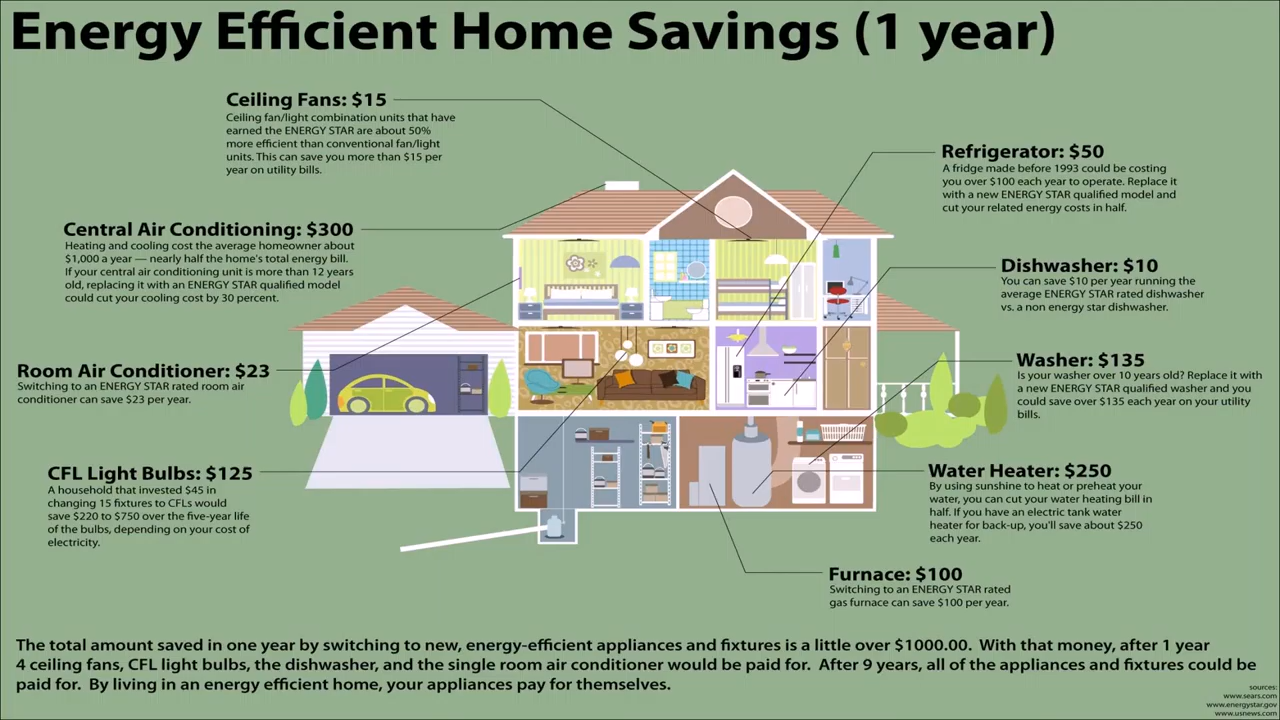 Energy Efficient Home Savings (1 year)
Ceiling Fans: $15
Ceiling fan/light combination units that have
earned the ENERGY STAR are about 50%
more efficient than conventional fan/light
units. This can save you more than $15 per
year on utility bills.
Refrigerator: $50
A fridge made before 1993 could be costing
you over $100 each year to operate. Replace it
with a new ENERGY STAR qualified model and
cut your related energy costs in half.
Central Air Conditioning: $300
Heating and cooling cost the average homeowner about
$1,000 a year — nearly half the home's total energy bill.
If your central air conditioning unit is more than 12 years
old, replacing it with an ENERGY STAR qualified model
could cut your cooling cost by 30 percent.
Dishwasher: $10
You can save $10 per year running the
average ENERGY STAR rated dishwasher
vs. a non energy star dishwasher.
Room Air Conditioner: $23
Switching to an ENERGY STAR rated room air
conditioner can save $23 per year.
Washer: $135
Is your washer over 10 years old? Replace it with
a new ENERGY STAR qualified washer and you
could save over $135 each year on your utility
bills.
CFL Light Bulbs: $125
A household that invested $45 in
changing 15 fixtures to CFLs would
save $220 to $750 over the five-year life
of the bulbs, depending on your cost of
electricity.
Water Heater: $250
By using sunshine to heat or preheat your
water, you can cut your water heating bill in
half. If you have an electric tank water
heater for back-up, you'll save about $250
each year.
Furnace: $100
Switching to an ENERGY STAR rated
gas furnace can save $100 per year.
The total amount saved in one year by switching to new, energy-efficient appliances and fixtures is a little over $1000.00. With that money, after 1 year
4 ceiling fans, CFL light bulbs, the dishwasher, and the single room air conditioner would be paid for. After 9 years, all of the appliances and fixtures could be
paid for. By living in an energy efficient home, your appliances pay for themselves.
sources:
www.sears.com
www.energystar.gov
www.usnews.com